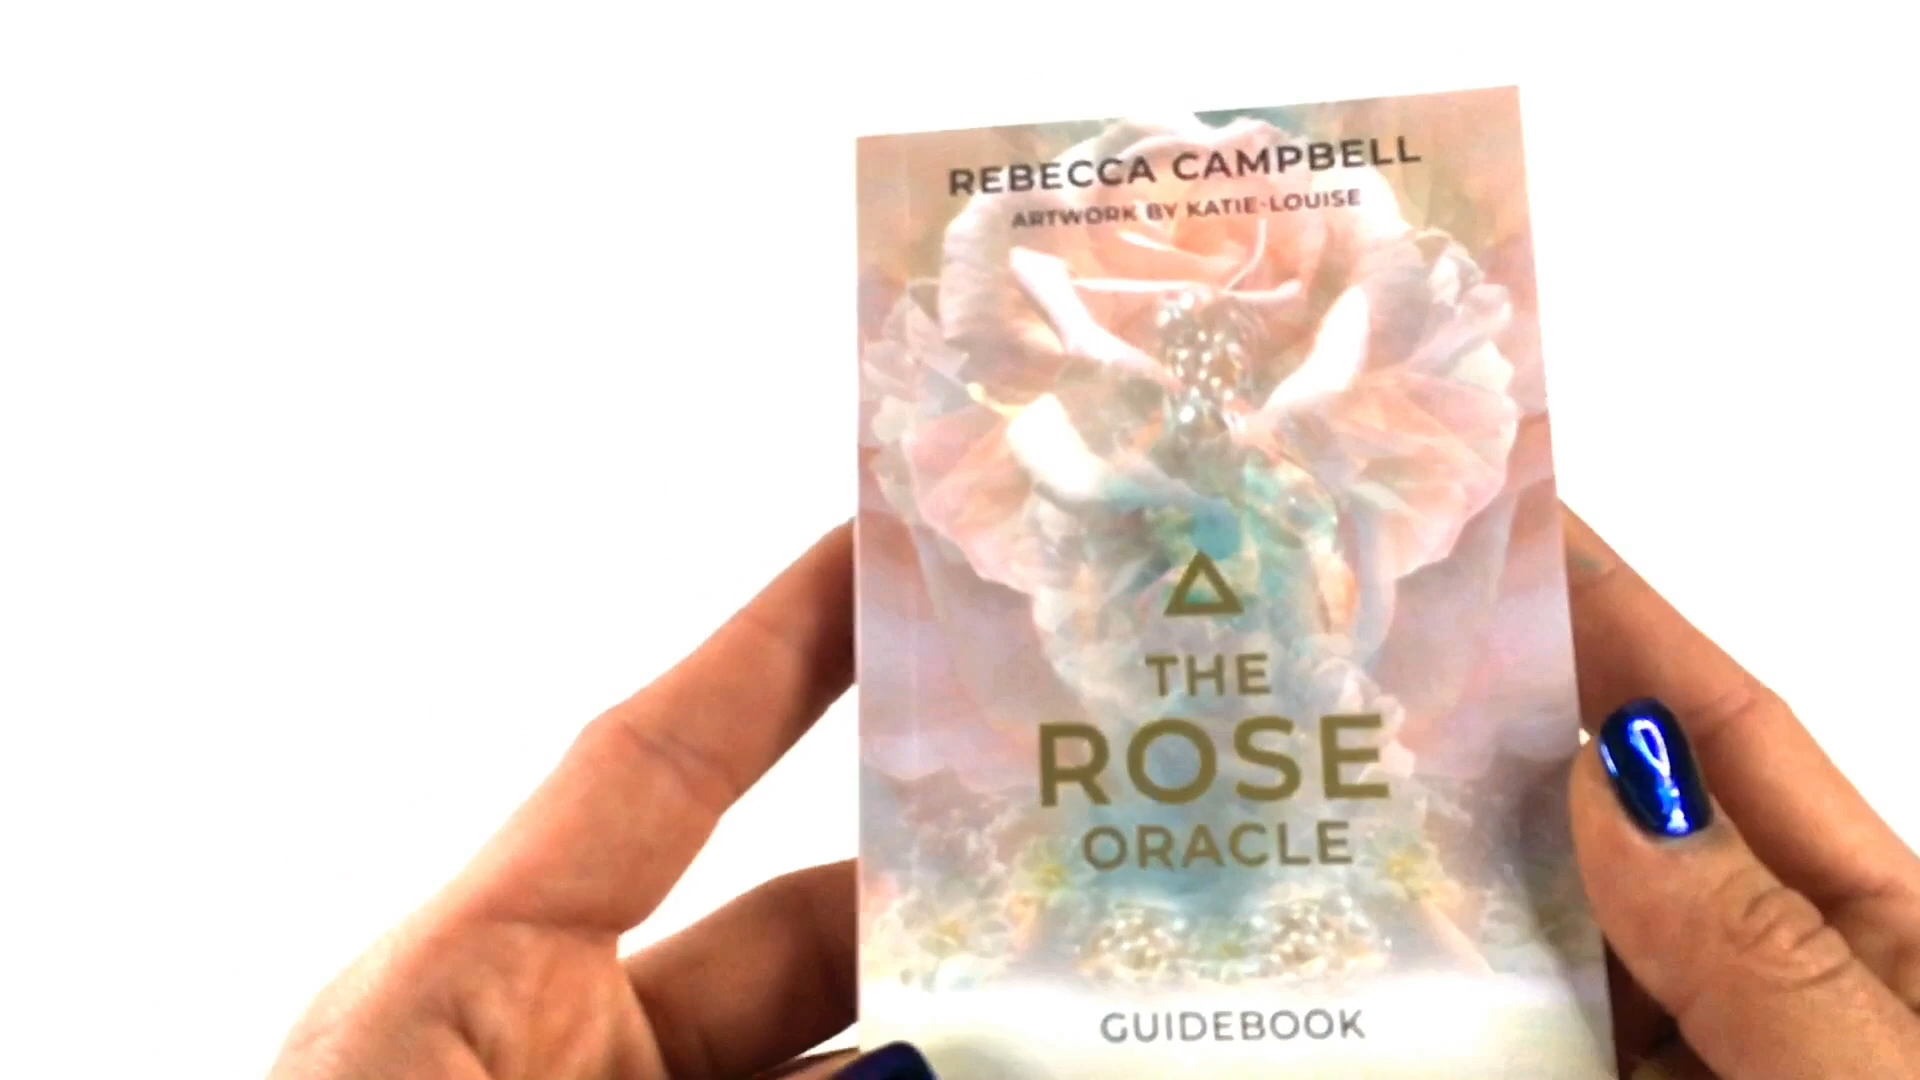 REBECCA CAMPBELL
ARTWORK BY KATIE-LOUISE
THE
ROSE
ORACLE
GUIDEBOOK